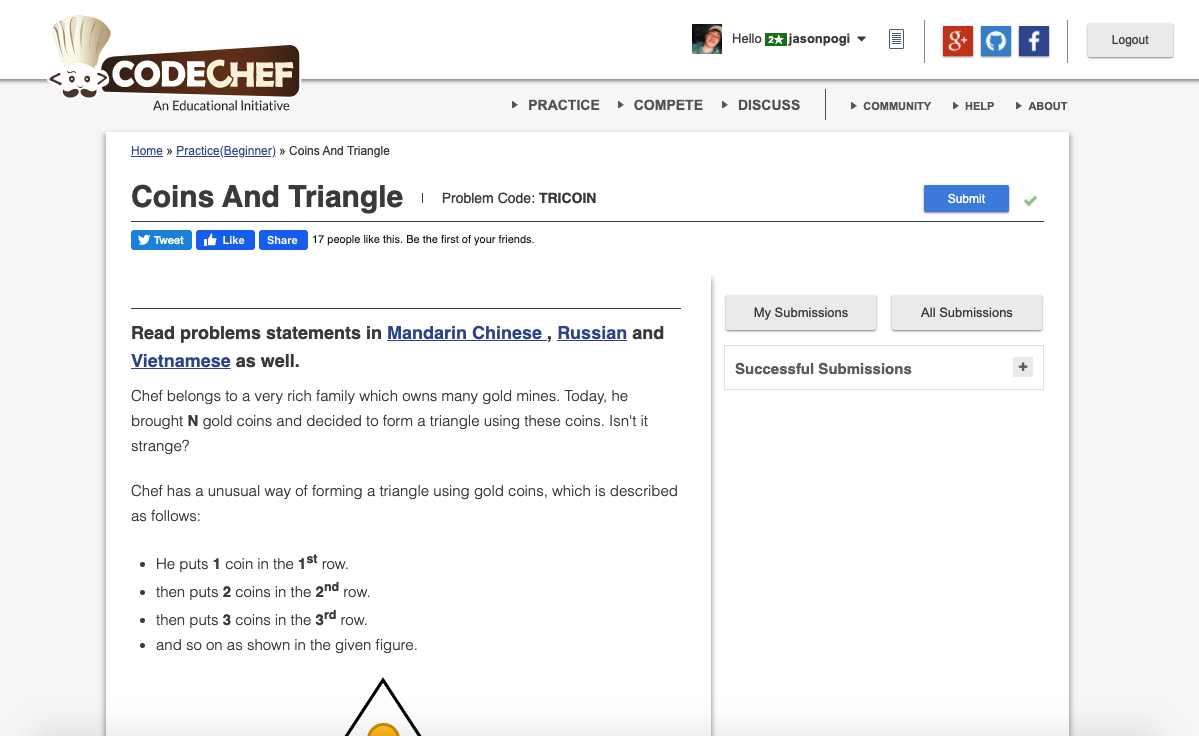 Hello 2★ jasonpogi
g+
f
Logout
CODECHEF
An Educational Initiative
PRACTICE COMPETE DISCUSS COMMUNITY HELP ABOUT
Home » Practice(Beginner) » Coins And Triangle
Coins And Triangle
Problem Code: TRICOIN
Submit
Tweet Like Share 17 people like this. Be the first of your friends.
Read problems statements in Mandarin Chinese , Russian and
Vietnamese as well.
Chef belongs to a very rich family which owns many gold mines. Today, he
brought N gold coins and decided to form a triangle using these coins. Isn't it
strange?
Chef has a unusual way of forming a triangle using gold coins, which is described
as follows:
• He puts 1 coin in the 1st row.
• then puts 2 coins in the 2nd row.
• then puts 3 coins in the 3rd row.
• and so on as shown in the given figure.
My Submissions
All Submissions
Successful Submissions +